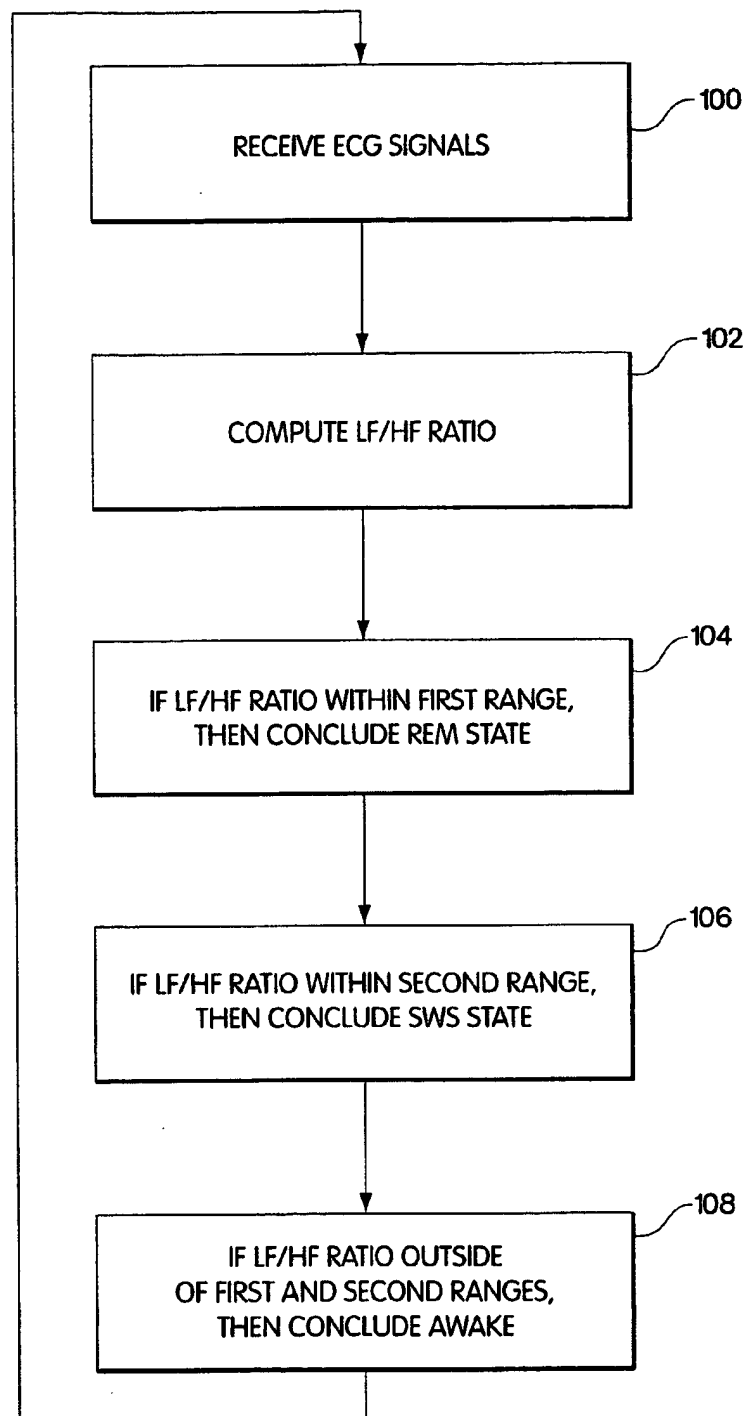 100
RECEIVE ECG SIGNALS
102
COMPUTE LF/HF RATIO
104
IF LF/HF RATIO WITHIN FIRST RANGE,
THEN CONCLUDE REM STATE
106
IF LF/HF RATIO WITHIN SECOND RANGE,
THEN CONCLUDE SWS STATE
108
IF LF/HF RATIO OUTSIDE
OF FIRST AND SECOND RANGES,
THEN CONCLUDE AWAKE